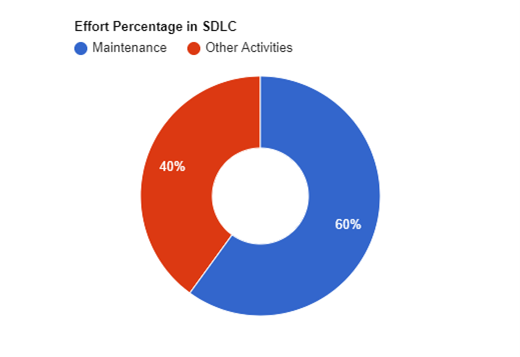 Effort Percentage in SDLC
Maintenance Other Activities
40%
60%